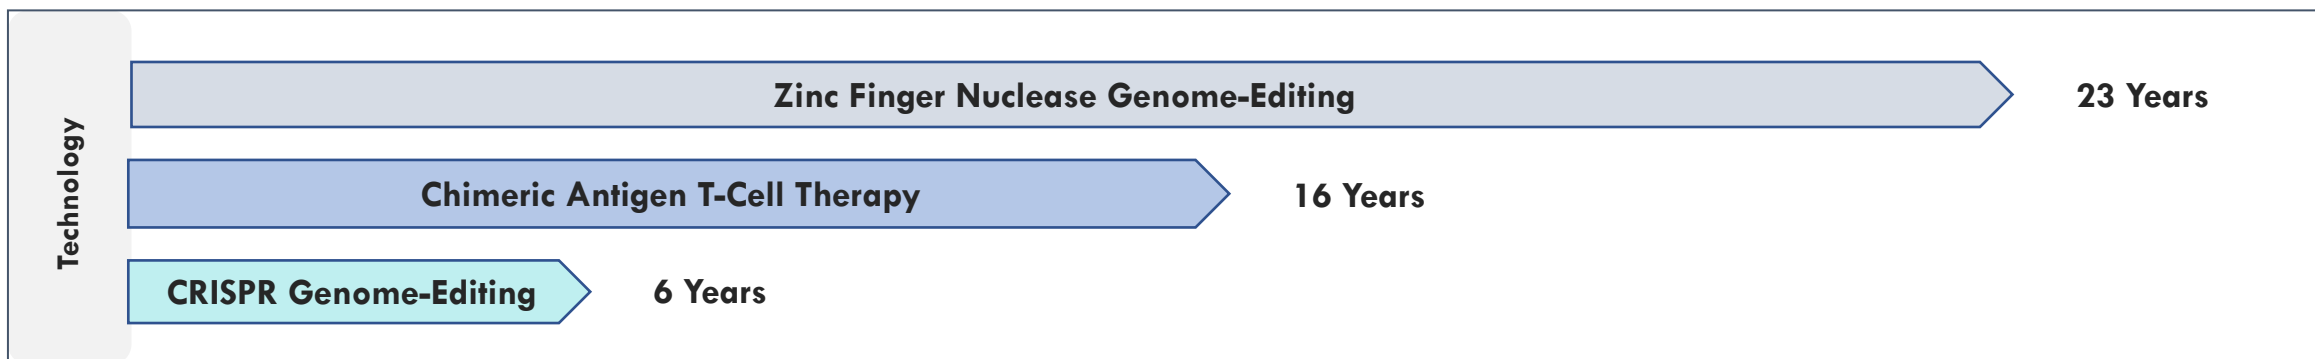 Technology
Zinc Finger Nuclease Genome-Editing
23 Years
Chimeric Antigen T-Cell Therapy
16 Years
CRISPR Genome-Editing
6 Years